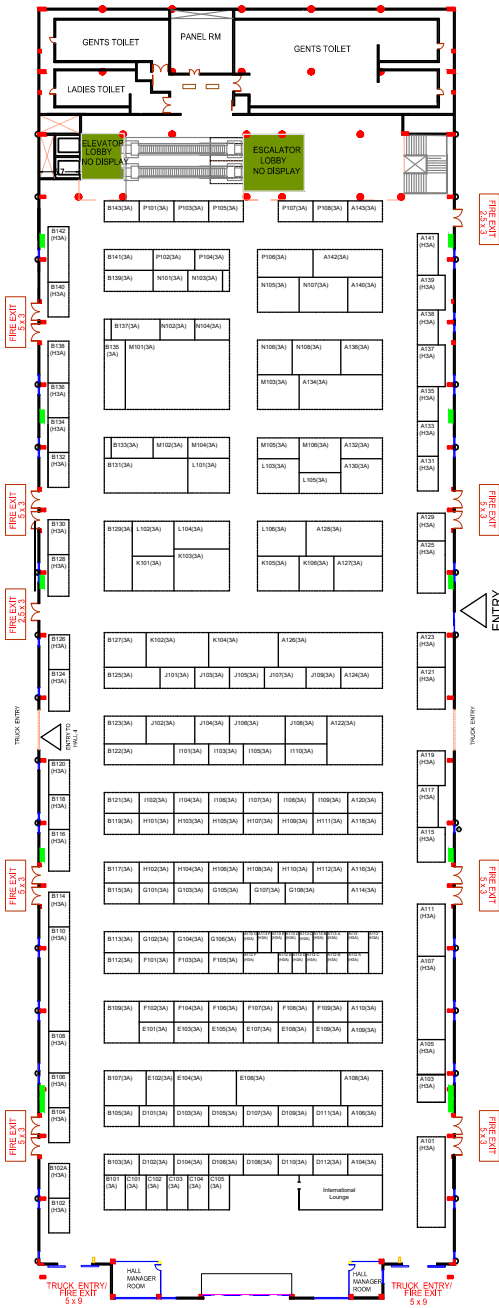 GENTS TOILET
PANEL RM
GENTS TOILET
LADIES TOILET
ELEVATOR
LOBBY
NO DISPLAY
ESCALATOR
LOBBY
NO DISPLAY
B143(3A) P101(3A) P103(3A) P105(3A) P107(3A) P108(3A) A143(3A)
FIRE EXIT
2.5 x 3
B142
(H3A)
A141
(H3A)
B141(3A) P102(3A) P104(3A) P106(3A) A142(3A)
B139(3A) N101(3A) N103(3A) N105(3A) N107(3A) A140(3A)
B140
(H3A)
A139
(H3A)
A138
(H3A)
FIRE EXIT
5 x 3
B137(3A) N102(3A) N104(3A)
B135
(3A)
M101(3A)
N106(3A) N108(3A) A136(3A)
M103(3A) A134(3A)
B138
(H3A)
B136
(H3A)
B134
(H3A)
B132
(H3A)
A137
(H3A)
A135
(H3A)
A133
(H3A)
A131
(H3A)
B133(3A) M102(3A) M104(3A) M105(3A) M106(3A) A132(3A)
B131(3A) L101(3A) L103(3A) A130(3A)
L105(3A)
FIRE EXIT
5 x 3
FIRE EXIT
5 x 3
B130
(H3A)
B128
(H3A)
A129
(H3A)
A125
(H3A)
B129(3A) L102(3A) L104(3A) L106(3A) A128(3A)
K101(3A) K103(3A) K105(3A) K106(3A) A127(3A)
FIRE EXIT
2.5 x 3
ENTRY
B126
(H3A)
B124
(H3A)
A123
(H3A)
A121
(H3A)
B127(3A) K102(3A) K104(3A) A126(3A)
B125(3A) J101(3A) J103(3A) J105(3A) J107(3A) J109(3A) A124(3A)
TRUCK ENTRY
ENTRY TO
HALL 4
TRUCK ENTRY
B123(3A) J102(3A) J104(3A) J106(3A) J108(3A) A122(3A)
B122(3A) I101(3A) I103(3A) I105(3A) I110(3A)
B120
(H3A)
B118
(H3A)
B116
(H3A)
A119
(H3A)
A117
(H3A)
A115
(H3A)
B121(3A) I102(3A) I104(3A) I106(3A) I107(3A) I108(3A) I109(3A) A120(3A)
B119(3A) H101(3A) H103(3A) H105(3A) H107(3A) H109(3A) H111(3A) A118(3A)
FIRE EXIT
5 x 3
FIRE EXIT
5 x 3
B117(3A) H102(3A) H104(3A) H106(3A) H108(3A) H110(3A) H112(3A) A116(3A)
B115(3A) G101(3A) G103(3A) G105(3A) G107(3A) G108(3A) A114(3A)
B114
(H3A)
B110
(H3A)
A111
(H3A)
A107
(H3A)
B113(3A) G102(3A) G104(3A) G106(3A)
B112(3A) F101(3A) F103(3A) F105(3A)
B109(3A) F102(3A) F104(3A) F106(3A) F107(3A) F108(3A) F109(3A) A110(3A)
E101(3A) E103(3A) E105(3A) E107(3A) E108(3A) E109(3A) A109(3A)
B108
(H3A)
B106
(H3A)
B104
(H3A)
A105
(H3A)
A103
(H3A)
B107(3A) E102(3A) E104(3A) E106(3A) A108(3A)
B105(3A) D101(3A) D103(3A) D105(3A) D107(3A) D109(3A) D111(3A) A106(3A)
FIRE EXIT
5 x 3
FIRE EXIT
5 x 3
A101
(H3A)
B102A
(H3A)
B102
(H3A)
B103(3A) D102(3A) D104(3A) D106(3A) D108(3A) D110(3A) D112(3A) A104(3A)
B101
(3A)
C101
(3A)
C102
(3A)
C103
(3A)
C104
(3A)
C105
(3A)
International
Lounge
HALL
MANAGER
ROOM
HALL
MANAGER
ROOM
TRUCK ENTRY/
FIRE EXIT
5 x 9
TRUCK ENTRY/
FIRE EXIT
5 x 9